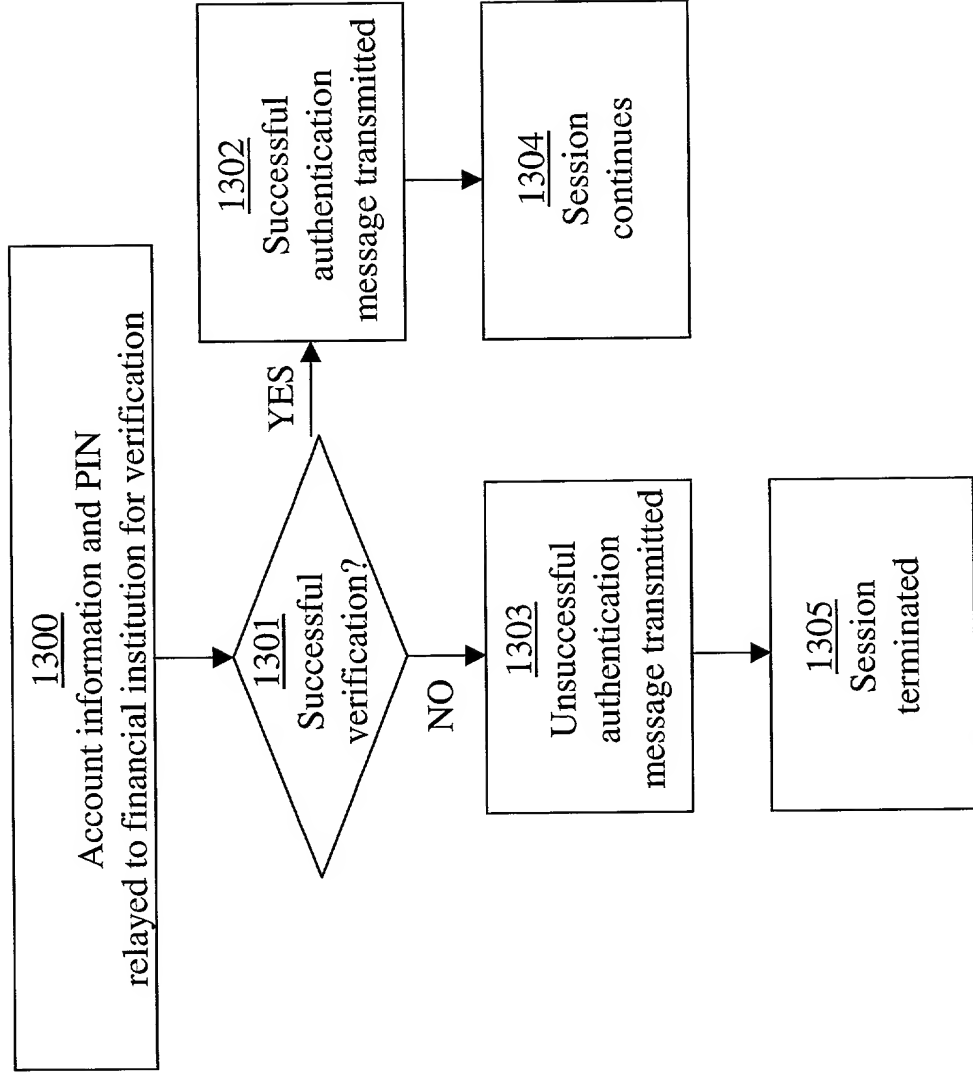 1300
Account information and PIN
relayed to financial institution for verification
1301
Successful
verification?
YES
1302
Successful
authentication
message transmitted
1304
Session
continues
NO
1303
Unsuccessful
authentication
message transmitted
1305
Session
terminated